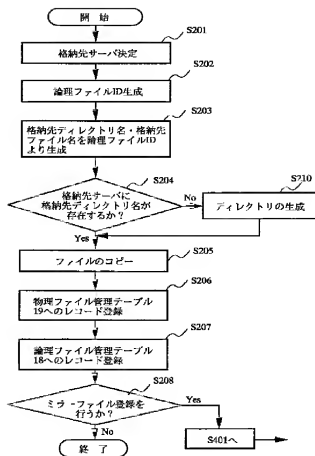 開 始
S201
格納先サーバ決定
S202
論理ファイルID生成
S203
格納先ディレクトリ名・格納先
ファイル名を論理ファイルID
より生成
S204
格納サーバに
格納先ディレクトリ名が
存在するか？
No
S210
ディレクトリの生成
Yes
S205
ファイルのコピー
S206
物理ファイル管理テーブル
19へのレコード登録
S207
論理ファイル管理テーブル
18へのレコード登録
S208
ミラーファイル登録を
行うか？
Yes
No
S401へ
終 了